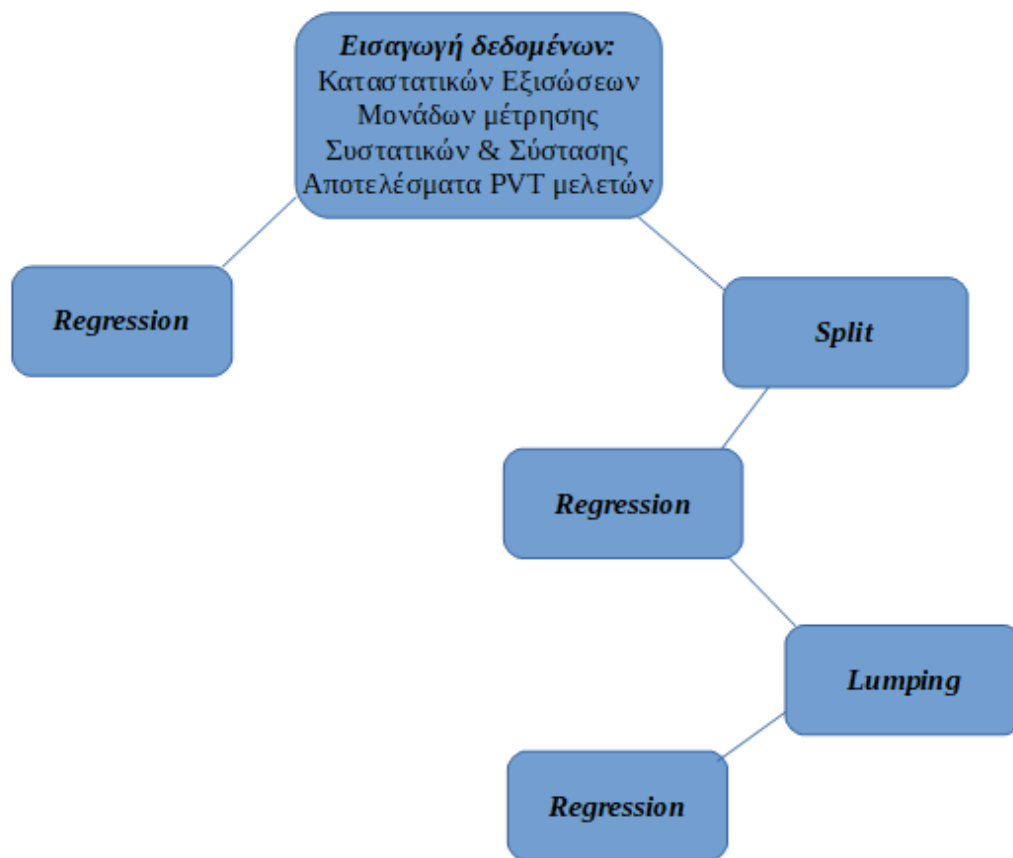 Εισαγωγή δεδομένων:
Καταστατικών Εξισώσεων
Μονάδων μέτρησης
Συστατικών & Σύστασης
Αποτελέσματα PVT μελετών
Regression
Split
Regression
Lumping
Regression